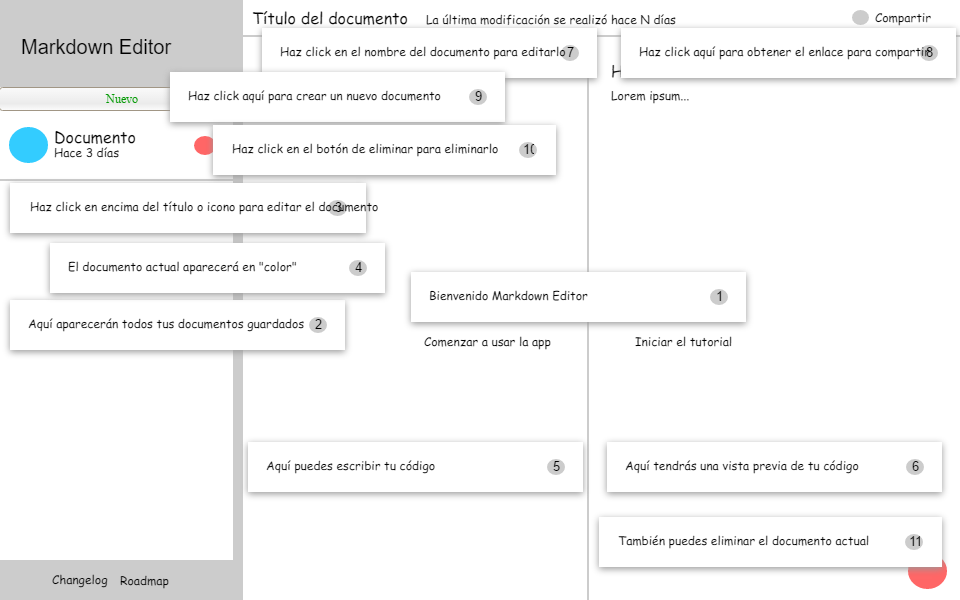 Título del documento
La última modificación se realizó hace N días
Compartir
Markdown Editor
Haz click en el nombre del documento para editarlo 7
Haz click aquí para obtener el enlace para compartir 8
H
Lorem ipsum...
Nuevo
Haz click aquí para crear un nuevo documento 9
Documento
Hace 3 días
Haz click en el botón de eliminar para eliminarlo 10
Haz click en encima del título o icono para editar el documento 3
El documento actual aparecerá en "color" 4
Bienvenido Markdown Editor 1
Aquí aparecerán todos tus documentos guardados 2
Comenzar a usar la app
Iniciar el tutorial
Aquí puedes escribir tu código 5
Aquí tendrás una vista previa de tu código 6
También puedes eliminar el documento actual 11
Changelog
Roadmap